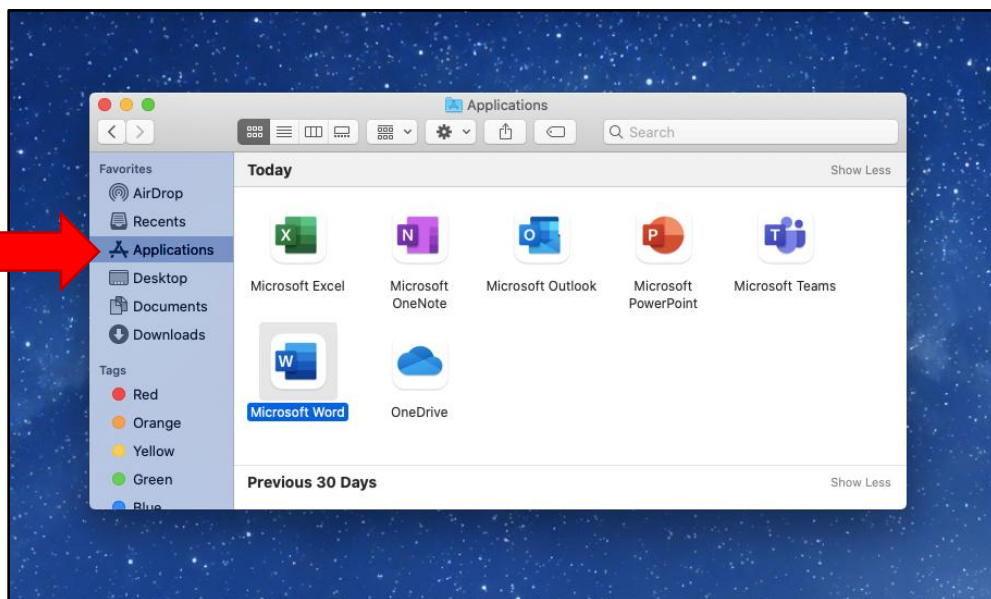 Applications
Search
Favorites
AirDrop
Recents
Applications
Desktop
Documents
Downloads
Tags
Red
Orange
Yellow
Green
Blue
Today
Show Less
X
N
O
P
T
Microsoft Excel
Microsoft
OneNote
Microsoft Outlook
Microsoft
PowerPoint
Microsoft Teams
W
Microsoft Word
OneDrive
Previous 30 Days
Show Less